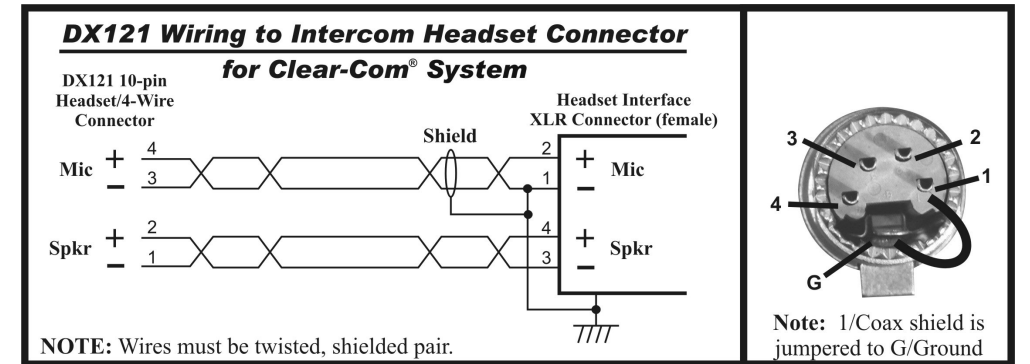 DX121 Wiring to Intercom Headset Connector
for Clear-Com® System
DX121 10-pin
Headset/4-Wire
Connector
Headset Interface
XLR Connector (female)
Shield
Mic + 4
− 3
2 + Mic
1 −
Spkr + 2
− 1
4 + Spkr
3 −
NOTE: Wires must be twisted, shielded pair.
3
2
1
4
G
Note: 1/Coax shield is
jumpered to G/Ground